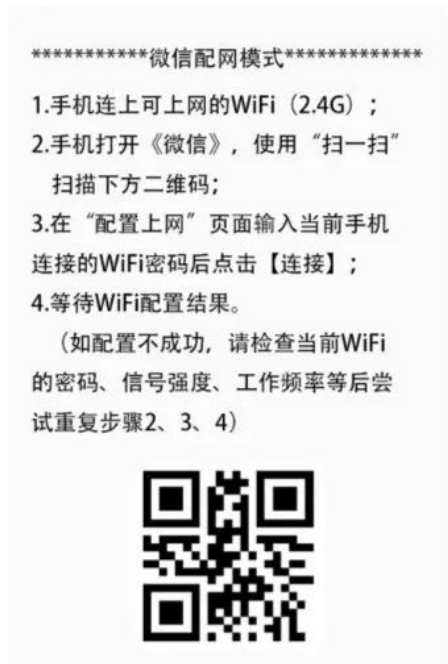 ***********微信配网模式*************
1.手机连上可上网的WiFi（2.4G）；
2.手机打开《微信》，使用“扫一扫”
扫描下方二维码；
3.在“配置上网”页面输入当前手机
连接的WiFi密码后点击【连接】；
4.等待WiFi配置结果。
（如配置不成功，请检查当前WiFi
的密码、信号强度、工作频率等后尝
试重复步骤2、3、4）